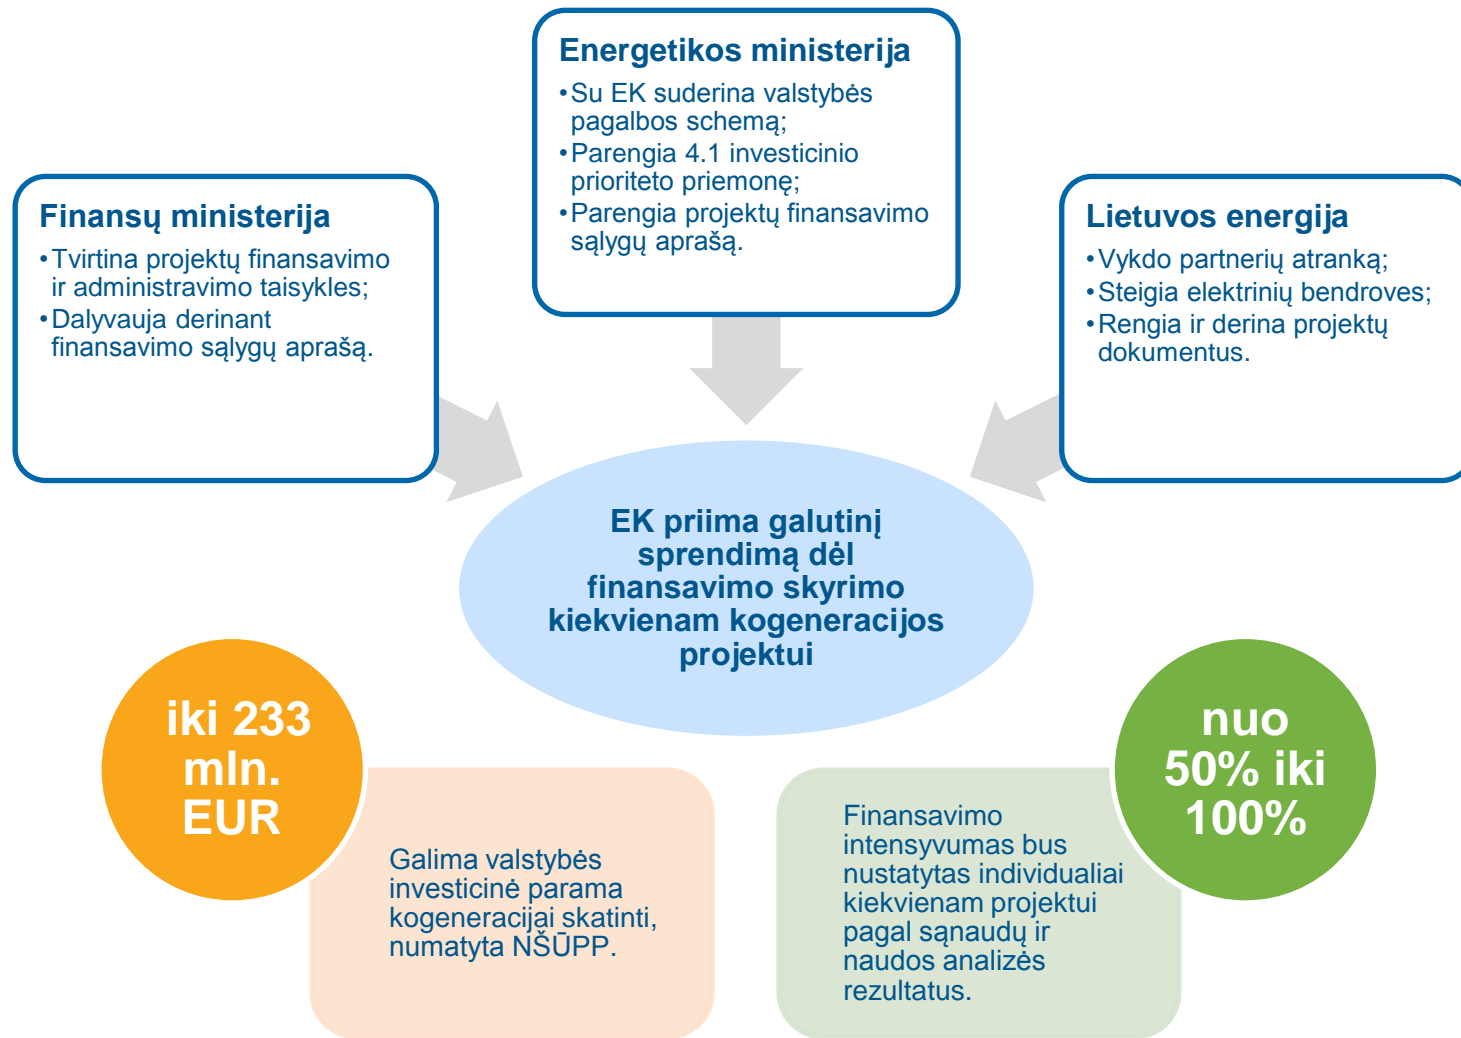 Energetikos ministerija
•Su EK suderina valstybės
pagalbos schemą;
•Parengia 4.1 investicinio
prioriteto priemonę;
•Parengia projektų finansavimo
sąlygų aprašą.
Finansų ministerija
•Tvirtina projektų finansavimo
ir administravimo taisykles;
•Dalyvauja derinant
finansavimo sąlygų aprašą.
Lietuvos energija
•Vykdo partnerių atranką;
•Steigia elektrinių bendroves;
•Rengia ir derina projektų
dokumentus.
EK priima galutinį
sprendimą dėl
finansavimo skyrimo
kiekvienam kogeneracijos
projektui
iki 233
mln.
EUR
Galima valstybės
investicinė parama
kogeneracijai skatinti,
numatyta NŠŪPP.
nuo
50% iki
100%
Finansavimo
intensyvumas bus
nustatytas individualiai
kiekvienam projektui
pagal sąnaudų ir
naudos analizės
rezultatus.